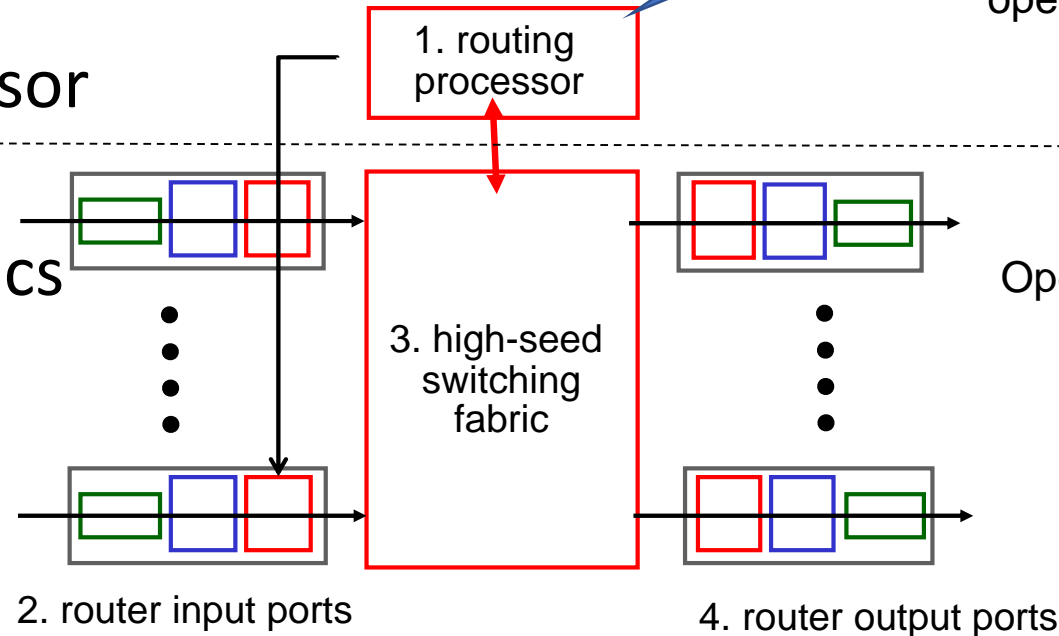 ope
1. routing
processor
sor
cs
Ope
3. high-seed
switching
fabric
2. router input ports
4. router output ports